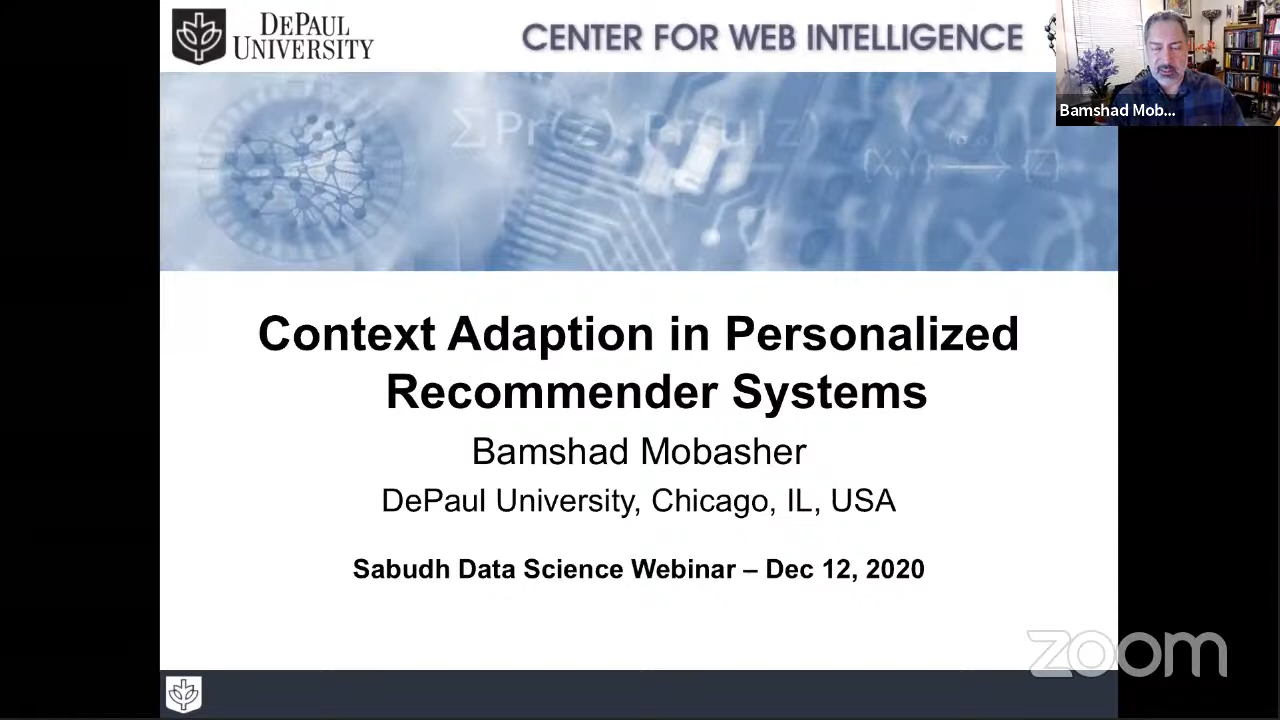 DEPAUL
UNIVERSITY
CENTER FOR WEB INTELLIGENCE
Bamshad Mob...
Context Adaption in Personalized
Recommender Systems
Bamshad Mobasher
DePaul University, Chicago, IL, USA
Sabudh Data Science Webinar – Dec 12, 2020
zoom